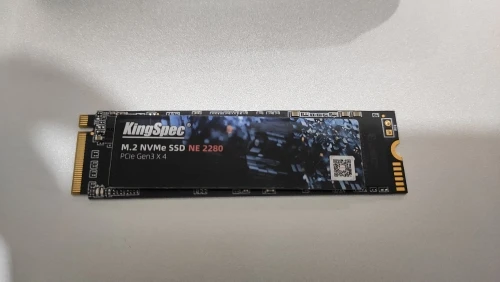 KingSpec
M.2 NVMe SSD NE 2280
PCIe Gen3 X 4